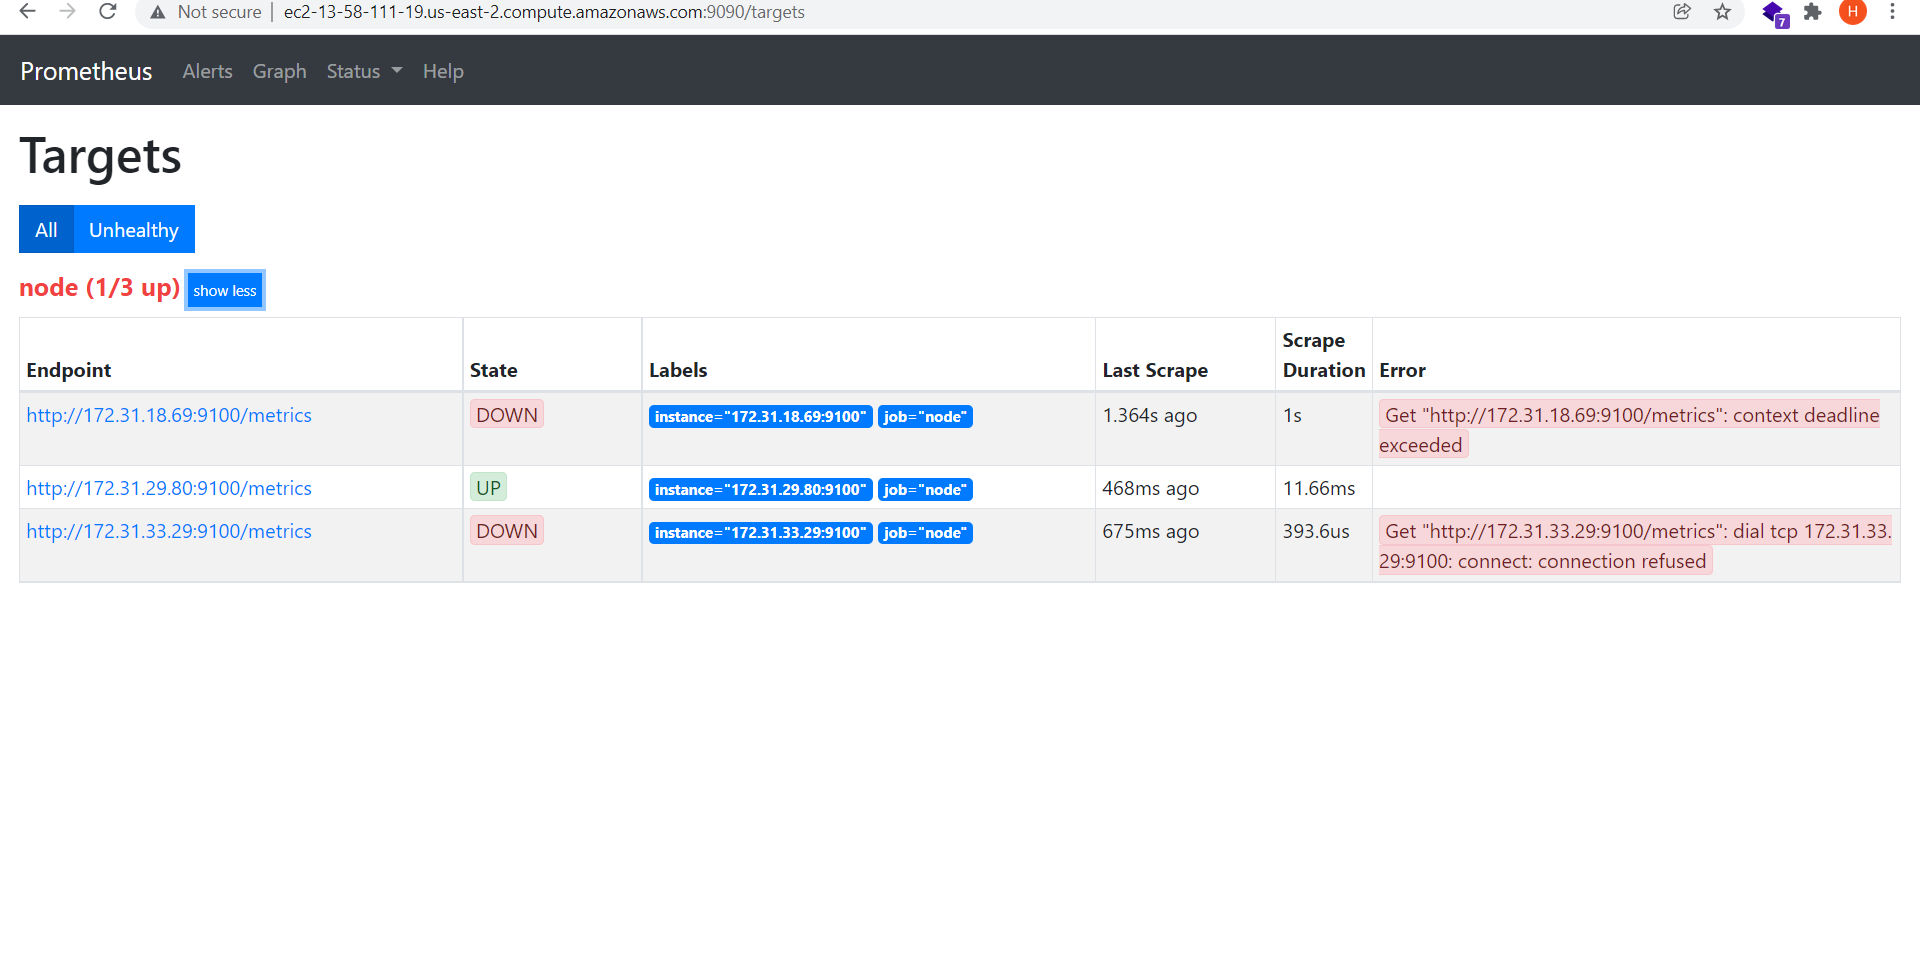 Not secure | ec2-13-58-111-19.us-east-2.compute.amazonaws.com:9090/targets
7
H
Prometheus Alerts Graph Status Help
Targets
All Unhealthy
node (1/3 up) show less
Endpoint State Labels Last Scrape Scrape Duration Error
http://172.31.18.69:9100/metrics DOWN instance="172.31.18.69:9100" job="node" 1.364s ago 1s Get "http://172.31.18.69:9100/metrics": context deadline
exceeded
http://172.31.29.80:9100/metrics UP instance="172.31.29.80:9100" job="node" 468ms ago 11.66ms
http://172.31.33.29:9100/metrics DOWN instance="172.31.33.29:9100" job="node" 675ms ago 393.6us Get "http://172.31.33.29:9100/metrics": dial tcp 172.31.33.
29:9100: connect: connection refused